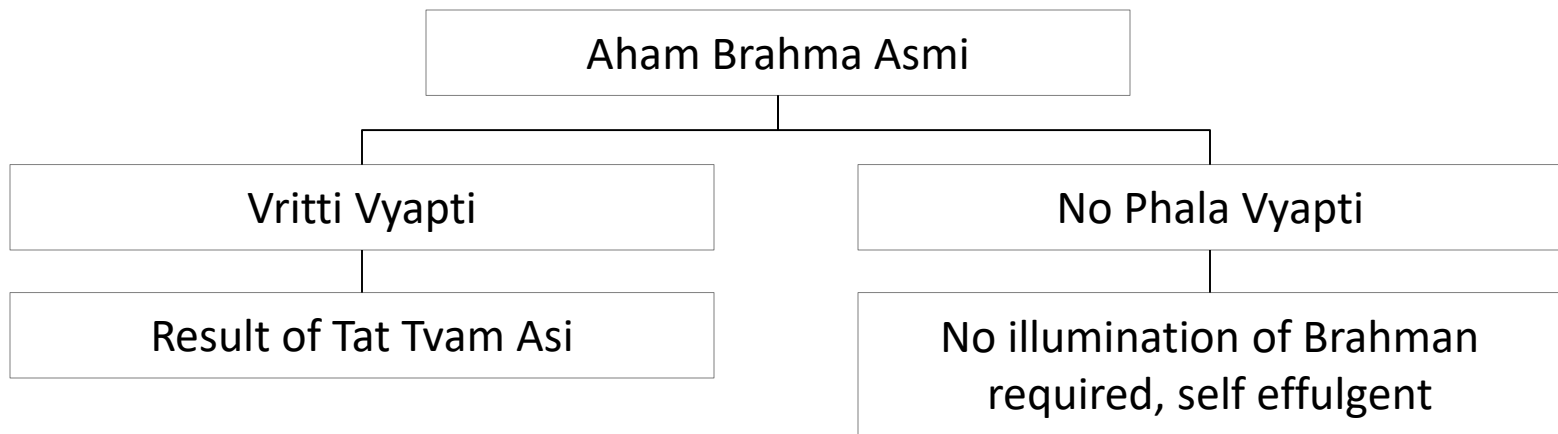 Aham Brahma Asmi
Vritti Vyapti
No Phala Vyapti
Result of Tat Tvam Asi
No illumination of Brahman
required, self effulgent